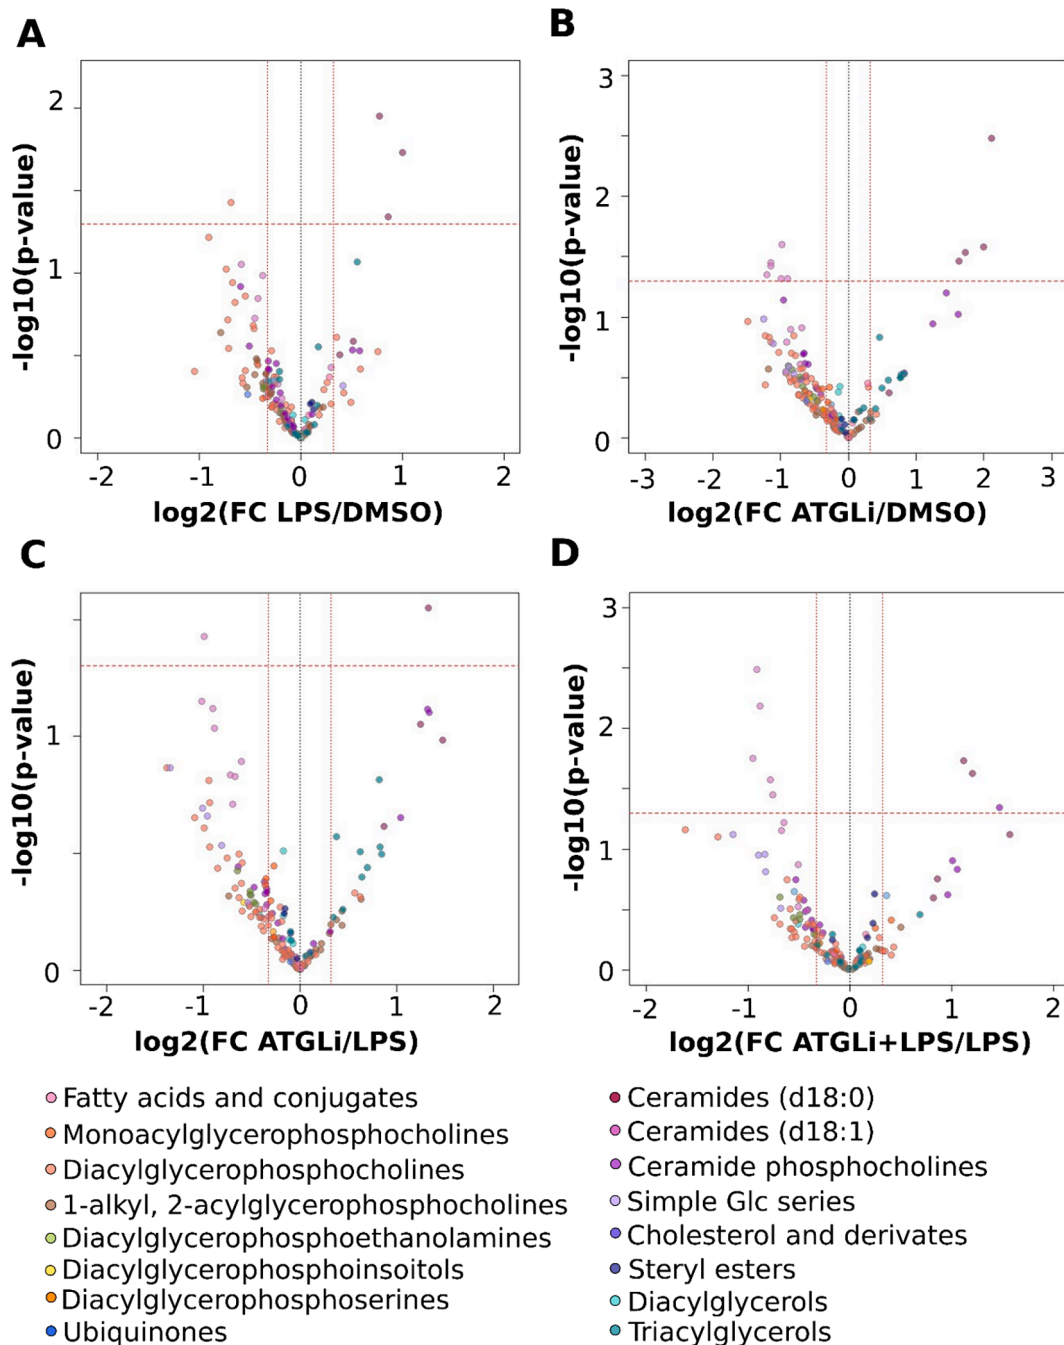 A
2
1
0
-2
-1
0
1
2
-log10(p-value)
log2(FC LPS/DMSO)
B
3
2
1
0
-3
-2
-1
0
1
2
3
-log10(p-value)
log2(FC ATGLi/DMSO)
C
1
0
-2
-1
0
1
2
-log10(p-value)
log2(FC ATGLi/LPS)
D
3
2
1
0
-2
-1
0
1
2
-log10(p-value)
log2(FC ATGLi+LPS/LPS)
Fatty acids and conjugates
Monoacylglycerophosphocholines
Diacylglycerophosphocholines
1-alkyl, 2-acylglycerophosphocholines
Diacylglycerophosphoethanolamines
Diacylglycerophosphoinsoitols
Diacylglycerophosphoserines
Ubiquinones
Ceramides (d18:0)
Ceramides (d18:1)
Ceramide phosphocholines
Simple Glc series
Cholesterol and derivates
Steryl esters
Diacylglycerols
Triacylglycerols